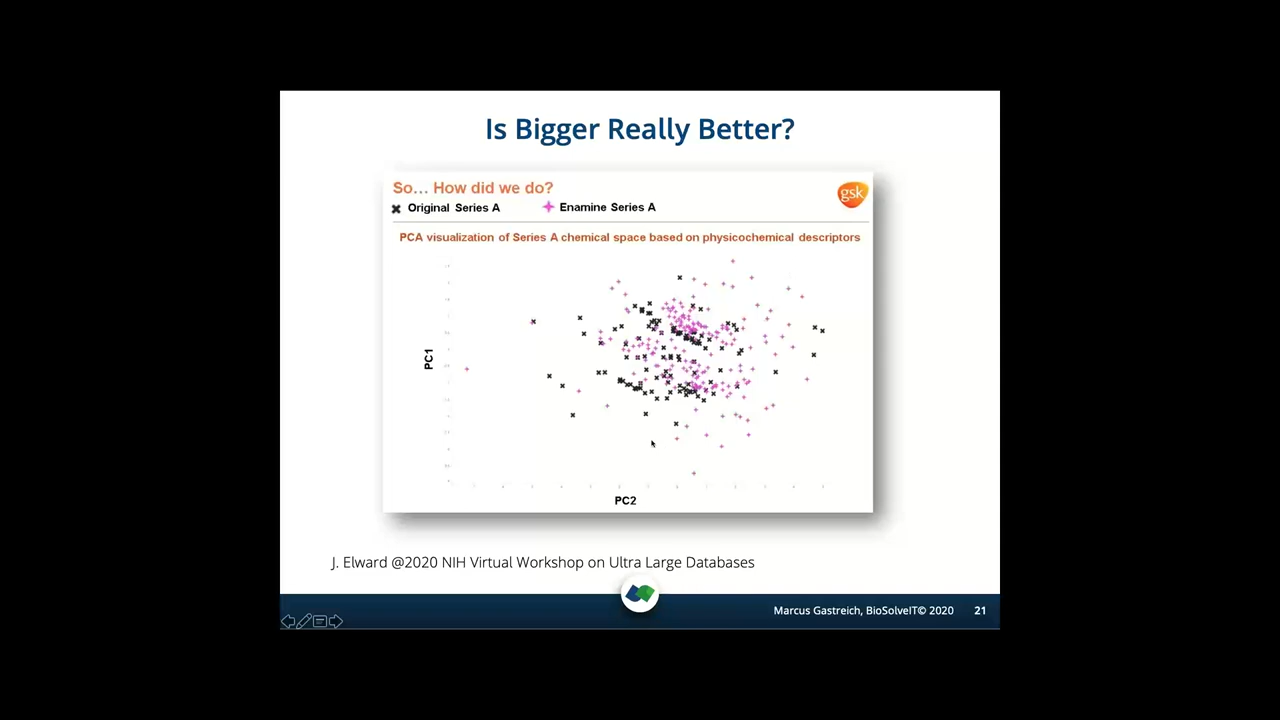 Is Bigger Really Better?
So... How did we do?
gsk
Original Series A
Enamine Series A
PCA visualization of Series A chemical space based on physicochemical descriptors
PC1
PC2
J. Elward @2020 NIH Virtual Workshop on Ultra Large Databases
Marcus Gastreich, BioSolveIT© 2020 21